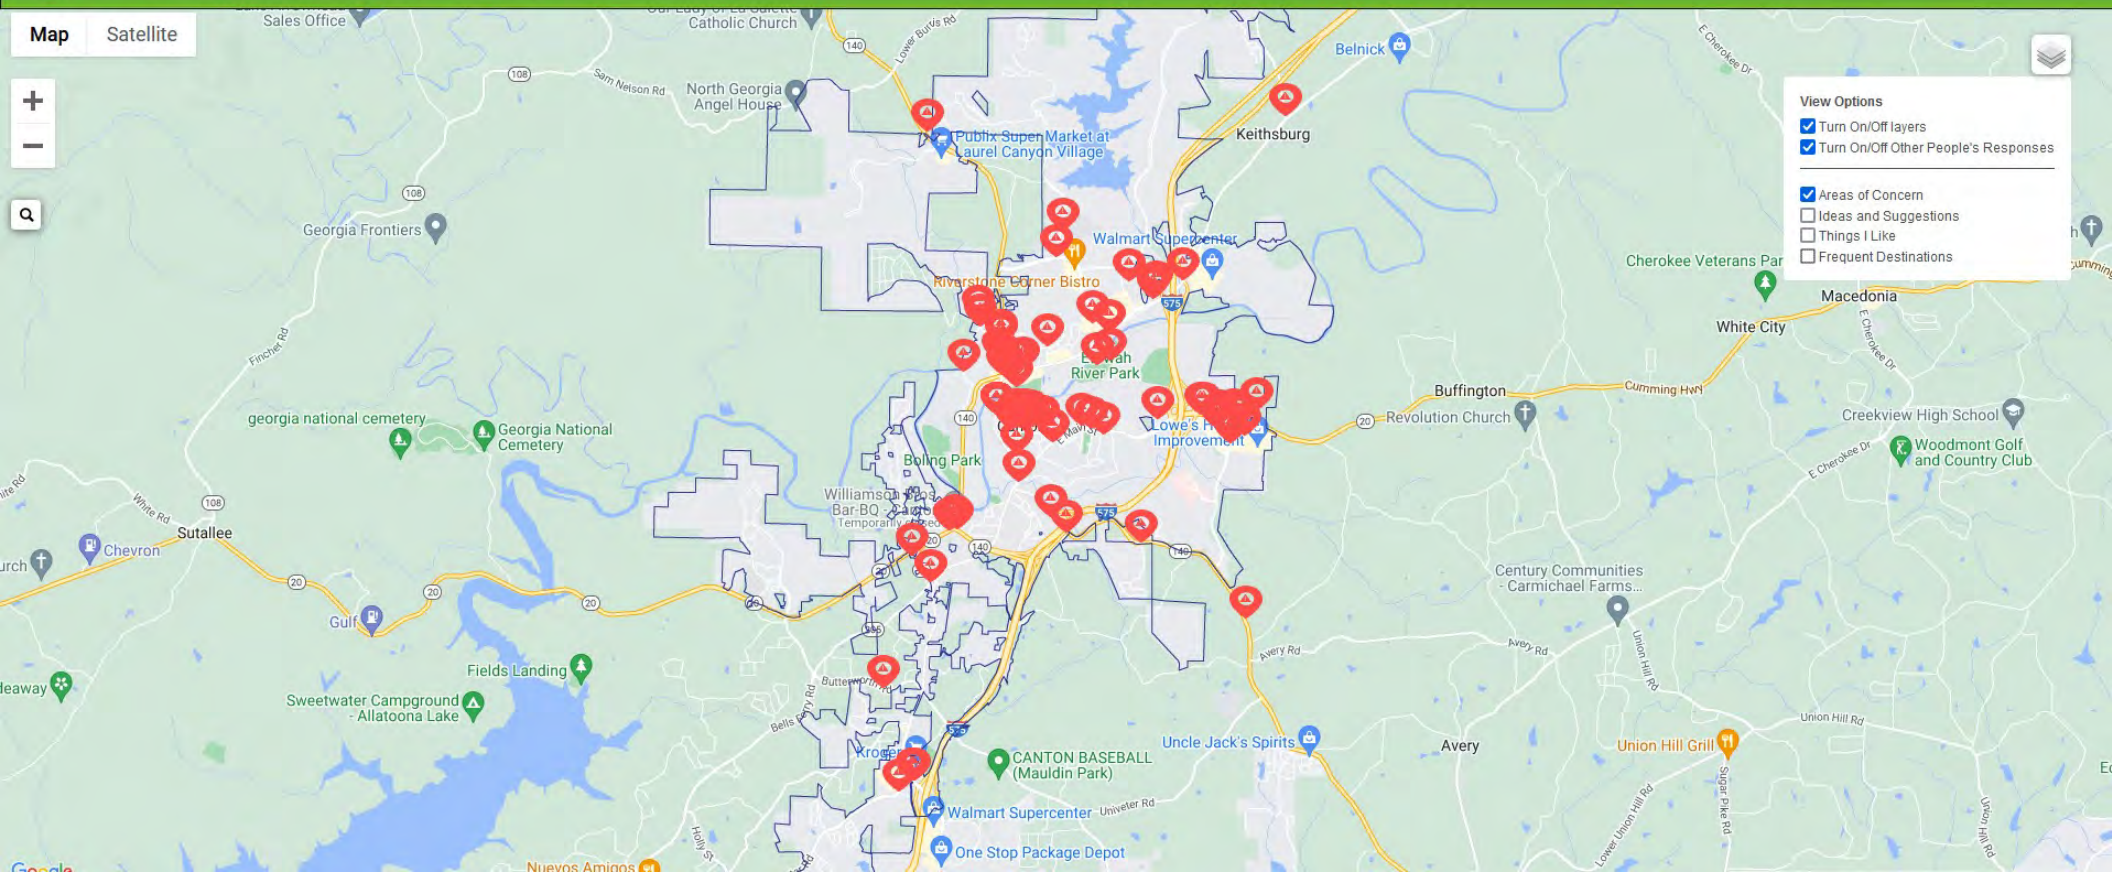 Sales Office
Catholic Church
Map
Satellite
140
Lower Burris Rd
Belnick
E Cherokee Dr
108
Sam Nelson Rd
North Georgia
Angel House
View Options
Turn On/Off layers
Turn On/Off Other People's Responses
Areas of Concern
Ideas and Suggestions
Things I Like
Frequent Destinations
Keithsburg
Publix Super Market at
Laurel Canyon Village
108
Georgia Frontiers
Walmart Supercenter
Riverstone Corner Bistro
575
Cherokee Veterans Par
Macedonia
White City
E Cherokee Dr
Fincher Rd
River Park
Buffington
Cumming Hwy
georgia national cemetery
Georgia National
Cemetery
140
Revolution Church
20
Creekview High School
Lowe's H
Improvement
Woodmont Golf
and Country Club
E Cherokee Dr
Boling Park
Williamson Bros
Bar-BQ - Canton
White Rd
108
Sutallee
Chevron
urch
575
140
140
20
20
20
20
Century Communities
- Carmichael Farms...
Gulf
Avery Rd
Avery Rd
Union Hill Rd
Fields Landing
Butterworth Rd
Bells Ferry Rd
deaway
Sweetwater Campground
- Allatoona Lake
Union Hill Rd
Kroger
CANTON BASEBALL
(Mauldin Park)
Uncle Jack's Spirits
Avery
Union Hill Grill
Sugar Pike Rd
Lower Union Hill Rd
Union Hill Rd
Walmart Supercenter
Univeter Rd
Holly St
One Stop Package Depot
Nuevos Amigos
Google